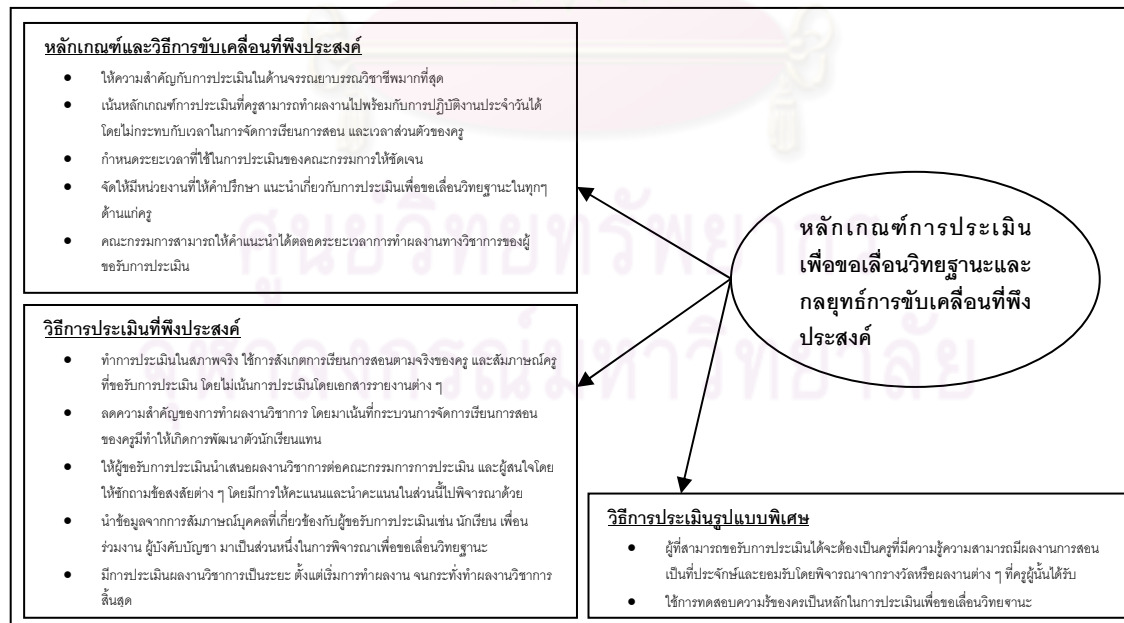 หลักเกณฑ์และวิธีการขับเคลื่อนที่พึงประสงค์
● ให้ความสำคัญกับการประเมินในด้านจรรณยาบรรณวิชาชีพมากที่สุด
● เน้นหลักเกณฑ์การประเมินที่ครูสามารถทำผลงานไปพร้อมกับการปฏิบัติงานประจำวันได้
โดยไม่กระทบกับเวลาในการจัดการเรียนการสอน และเวลาส่วนตัวของครู
● กำหนดระยะเวลาที่ใช้ในการประเมินของคณะกรรมการให้ชัดเจน
● จัดให้มีหน่วยงานที่ให้คำปรึกษา แนะนำเกี่ยวกับการประเมินเพื่อขอเลื่อนวิทยฐานะในทุกๆ
ด้านแก่ครู
● คณะกรรมการสามารถให้คำแนะนำได้ตลอดระยะเวลาการทำผลงานทางวิชาการของผู้
ขอรับการประเมิน
หลักเกณฑ์การประเมิน
เพื่อขอเลื่อนวิทยฐานะและ
กลยุทธ์การขับเคลื่อนที่พึง
ประสงค์
วิธีการประเมินที่พึงประสงค์
● ทำการประเมินในสภาพจริง ใช้การสังเกตการเรียนการสอนตามจริงของครู และสัมภาษณ์ครู
ที่ขอรับการประเมิน โดยไม่เน้นการประเมินโดยเอกสารรายงานต่าง ๆ
● ลดความสำคัญของการทำผลงานวิชาการ โดยมาเน้นที่กระบวนการจัดการเรียนการสอน
ของครูมีทำให้เกิดการพัฒนาตัวนักเรียนแทน
● ให้ผู้ขอรับการประเมินนำเสนอผลงานวิชาการต่อคณะกรรมการการประเมิน และผู้สนใจโดย
ให้ซักถามข้อสงสัยต่าง ๆ โดยมีการให้คะแนนและนำคะแนนในส่วนนี้ไปพิจารณาด้วย
● นำข้อมูลจากการสัมภาษณ์บุคคลที่เกี่ยวข้องกับผู้ขอรับการประเมินเช่น นักเรียน เพื่อน
ร่วมงาน ผู้บังคับบัญชา มาเป็นส่วนหนึ่งในการพิจารณาเพื่อขอเลื่อนวิทยฐานะ
● มีการประเมินผลงานวิชาการเป็นระยะ ตั้งแต่เริ่มการทำผลงาน จนกระทั่งทำผลงานวิชาการ
สิ้นสุด
วิธีการประเมินรูปแบบพิเศษ
● ผู้ที่สามารถขอรับการประเมินได้จะต้องเป็นครูที่มีความรู้ความสามารถมีผลงานการสอน
เป็นที่ประจักษ์และยอมรับโดยพิจารณาจากรางวัลหรือผลงานต่าง ๆ ที่ครูผู้นั้นได้รับ
● ใช้การทดสอบความรู้ของครูเป็นหลักในการประเมินเพื่อขอเลื่อนวิทยฐานะ
ศูนย์วิทยทรัพยากร
จุฬาลงกรณ์มหาวิทยาลัย